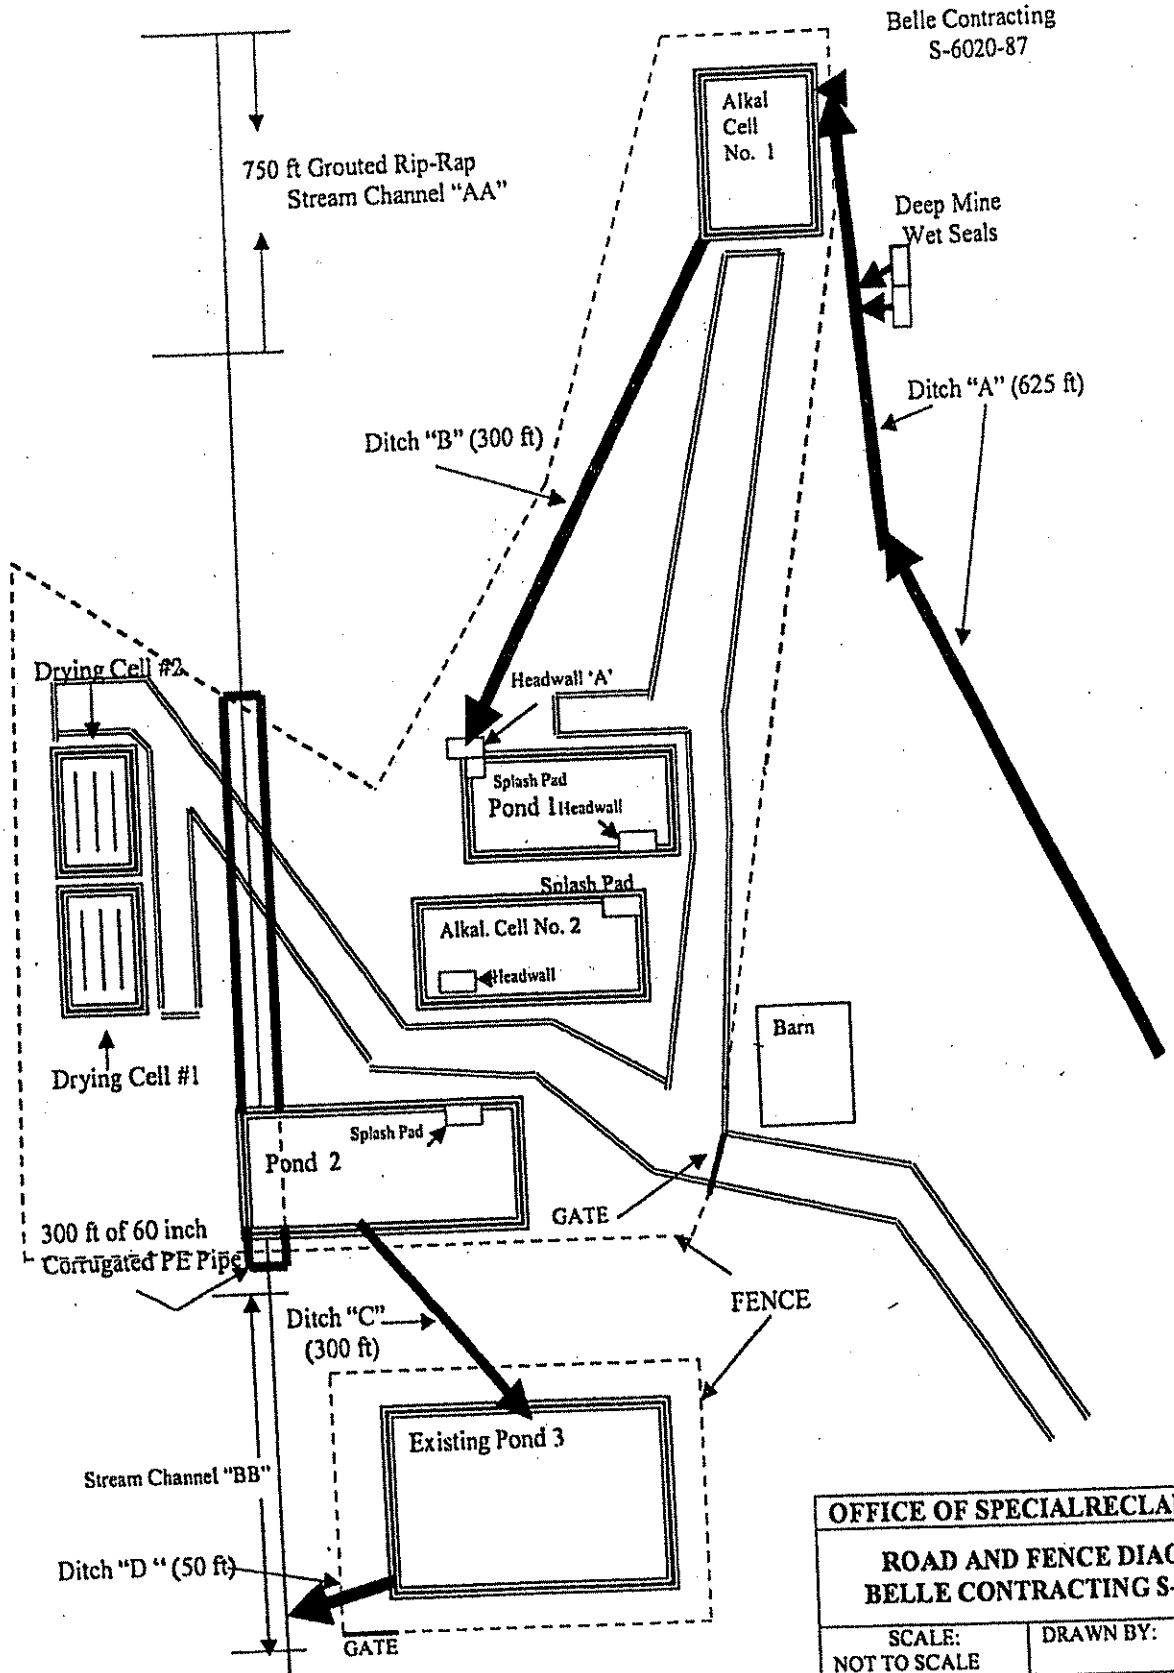 Belle Contracting
S-6020-87
Alkal
Cell
No. 1
750 ft Grouted Rip-Rap
Stream Channel "AA"
Deep Mine
Wet Seals
Ditch "A" (625 ft)
Ditch "B" (300 ft)
Drying Cell #2
Headwall 'A'
Splash Pad
Pond 1
Headwall
Splash Pad
Alkal. Cell No. 2
Headwall
Barn
Drying Cell #1
Splash Pad
Pond 2
GATE
300 ft of 60 inch
Corrugated PE Pipe
FENCE
Ditch "C"
(300 ft)
Existing Pond 3
Stream Channel "BB"
Ditch "D " (50 ft)
GATE
OFFICE OF SPECIALRECLA
ROAD AND FENCE DIA
BELLE CONTRACTING S-
SCALE:
NOT TO SCALE
DRAWN BY: